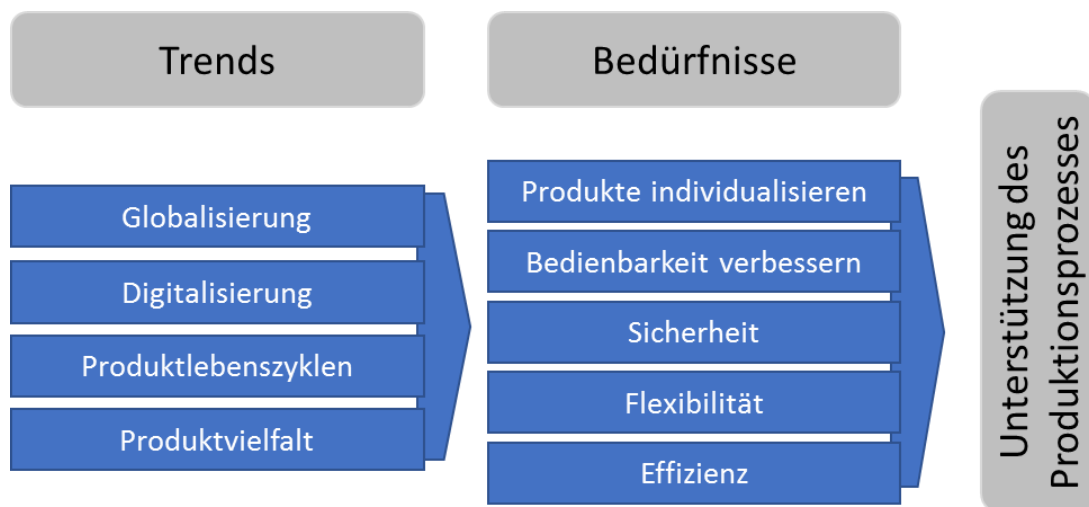 Trends
Bedürfnisse
Globalisierung
Digitalisierung
Produktlebenszyklen
Produktvielfalt
Produkte individualisieren
Bedienbarkeit verbessern
Sicherheit
Flexibilität
Effizienz
Unterstützung des
Produktionsprozesses